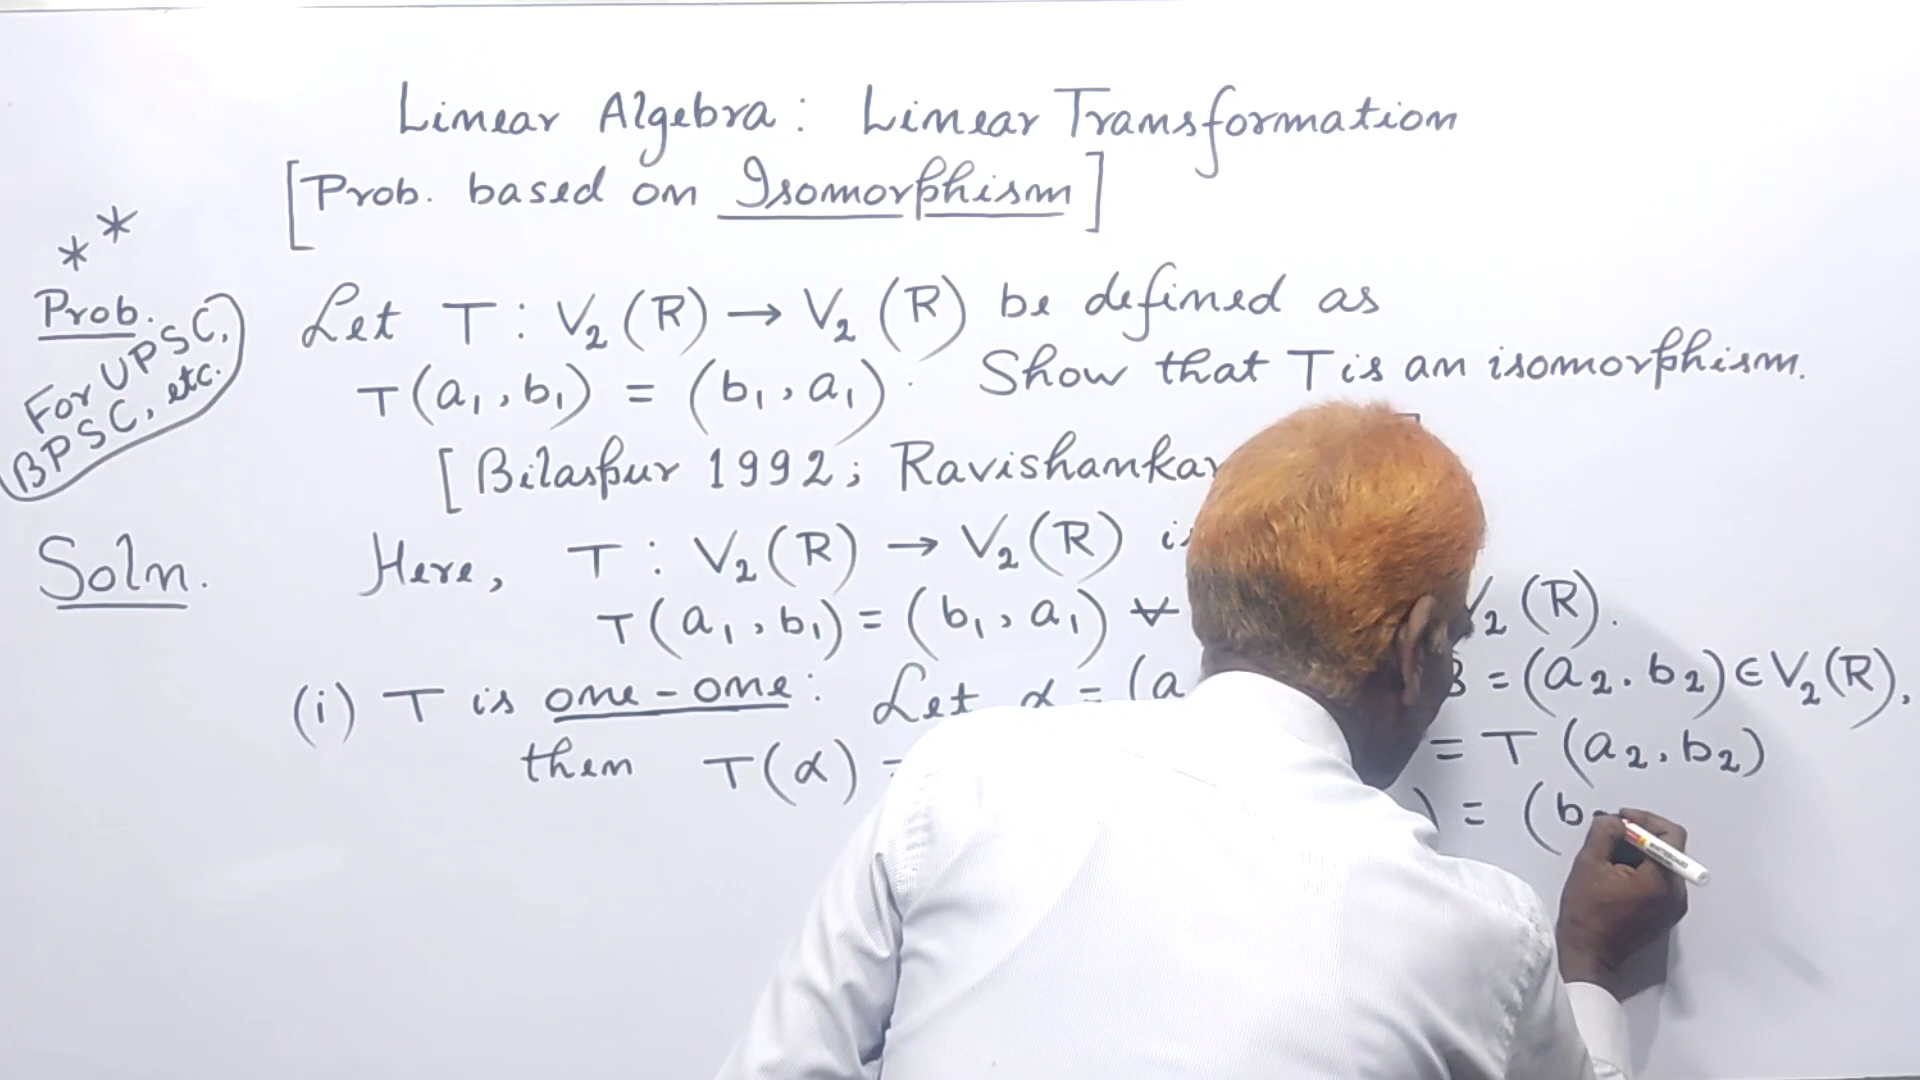 Linear Algebra: Linear Transformation
[Prob. based on Isomorphism]
**
Prob.
For UPSC,
BPSC, etc.
Let T : V₂(R) → V₂(R) be defined as
T(a₁, b₁) = (b₁, a₁). Show that T is an isomorphism.
[Bilaspur 1992; Ravishankar
Soln. Here, T : V₂(R) → V₂(R)
T(a₁, b₁) = (b₁, a₁) ∀ V₂(R).
(i) T is one-one: Let α = (a β = (a₂, b₂) ∈ V₂(R),
then T(α) = = T(a₂, b₂)
) = (b